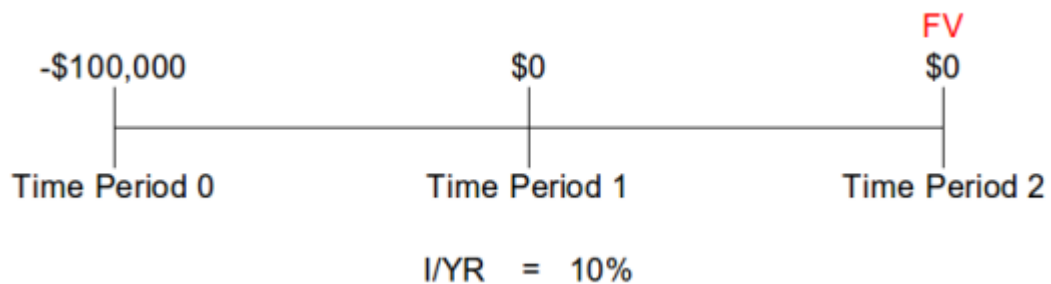 FV
-$100,000 $0 $0
Time Period 0 Time Period 1 Time Period 2
I/YR = 10%